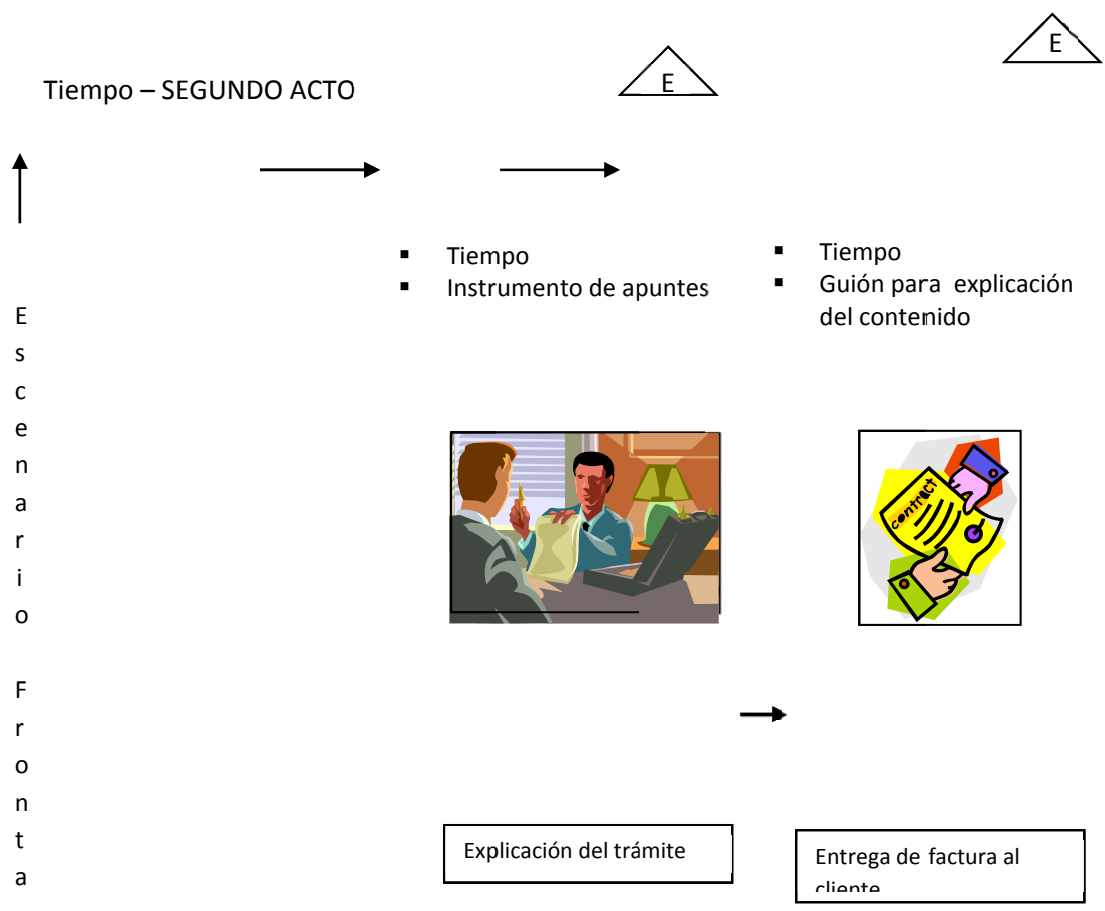 E
E
Tiempo – SEGUNDO ACTO
▪ Tiempo
▪ Instrumento de apuntes
▪ Tiempo
▪ Guión para explicación
del contenido
E
s
c
e
n
a
r
i
o
F
r
o
n
t
a
contract
Explicación del trámite
Entrega de factura al
cliente